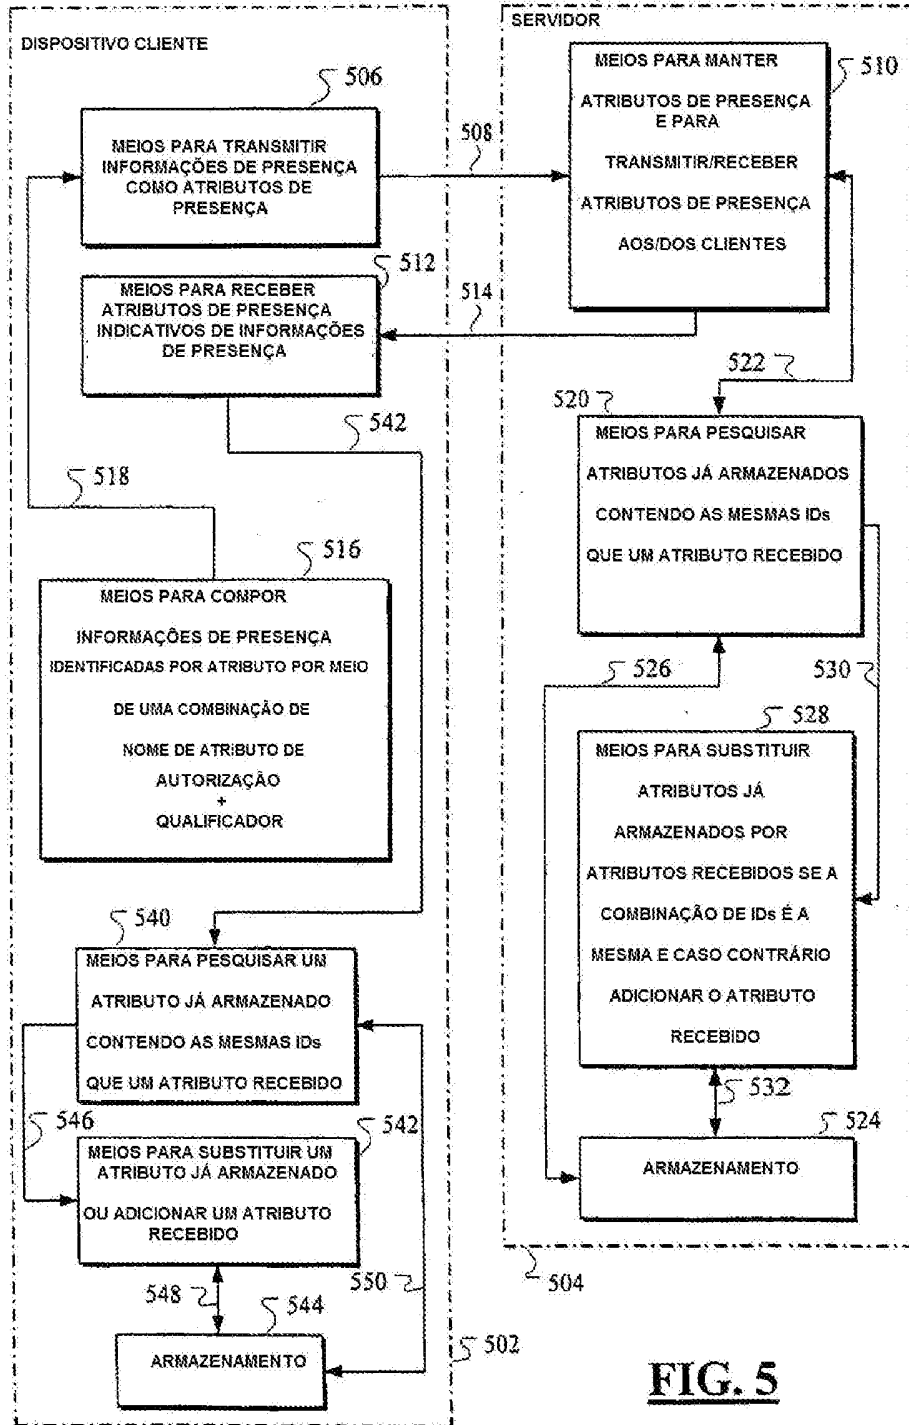 DISPOSITIVO CLIENTE
506
MEIOS PARA TRANSMITIR
INFORMAÇÕES DE PRESENÇA
COMO ATRIBUTOS DE
PRESENÇA
508
512
MEIOS PARA RECEBER
ATRIBUTOS DE PRESENÇA
INDICATIVOS DE INFORMAÇÕES
DE PRESENÇA
514
542
518
516
MEIOS PARA COMPOR
INFORMAÇÕES DE PRESENÇA
IDENTIFICADAS POR ATRIBUTO POR MEIO
DE UMA COMBINAÇÃO DE
NOME DE ATRIBUTO DE
AUTORIZAÇÃO
+
QUALIFICADOR
540
MEIOS PARA PESQUISAR UM
ATRIBUTO JÁ ARMAZENADO
CONTENDO AS MESMAS IDs
QUE UM ATRIBUTO RECEBIDO
546
542
MEIOS PARA SUBSTITUIR UM
ATRIBUTO JÁ ARMAZENADO
OU ADICIONAR UM ATRIBUTO
RECEBIDO
548
550
544
ARMAZENAMENTO
502
SERVIDOR
510
MEIOS PARA MANTER
ATRIBUTOS DE PRESENÇA
E PARA
TRANSMITIR/RECEBER
ATRIBUTOS DE PRESENÇA
AOS/DOS CLIENTES
522
520
MEIOS PARA PESQUISAR
ATRIBUTOS JÁ ARMAZENADOS
CONTENDO AS MESMAS IDs
QUE UM ATRIBUTO RECEBIDO
526
530
528
MEIOS PARA SUBSTITUIR
ATRIBUTOS JÁ
ARMAZENADOS POR
ATRIBUTOS RECEBIDOS SE A
COMBINAÇÃO DE IDs É A
MESMA E CASO CONTRÁRIO
ADICIONAR O ATRIBUTO
RECEBIDO
532
524
ARMAZENAMENTO
504
FIG. 5